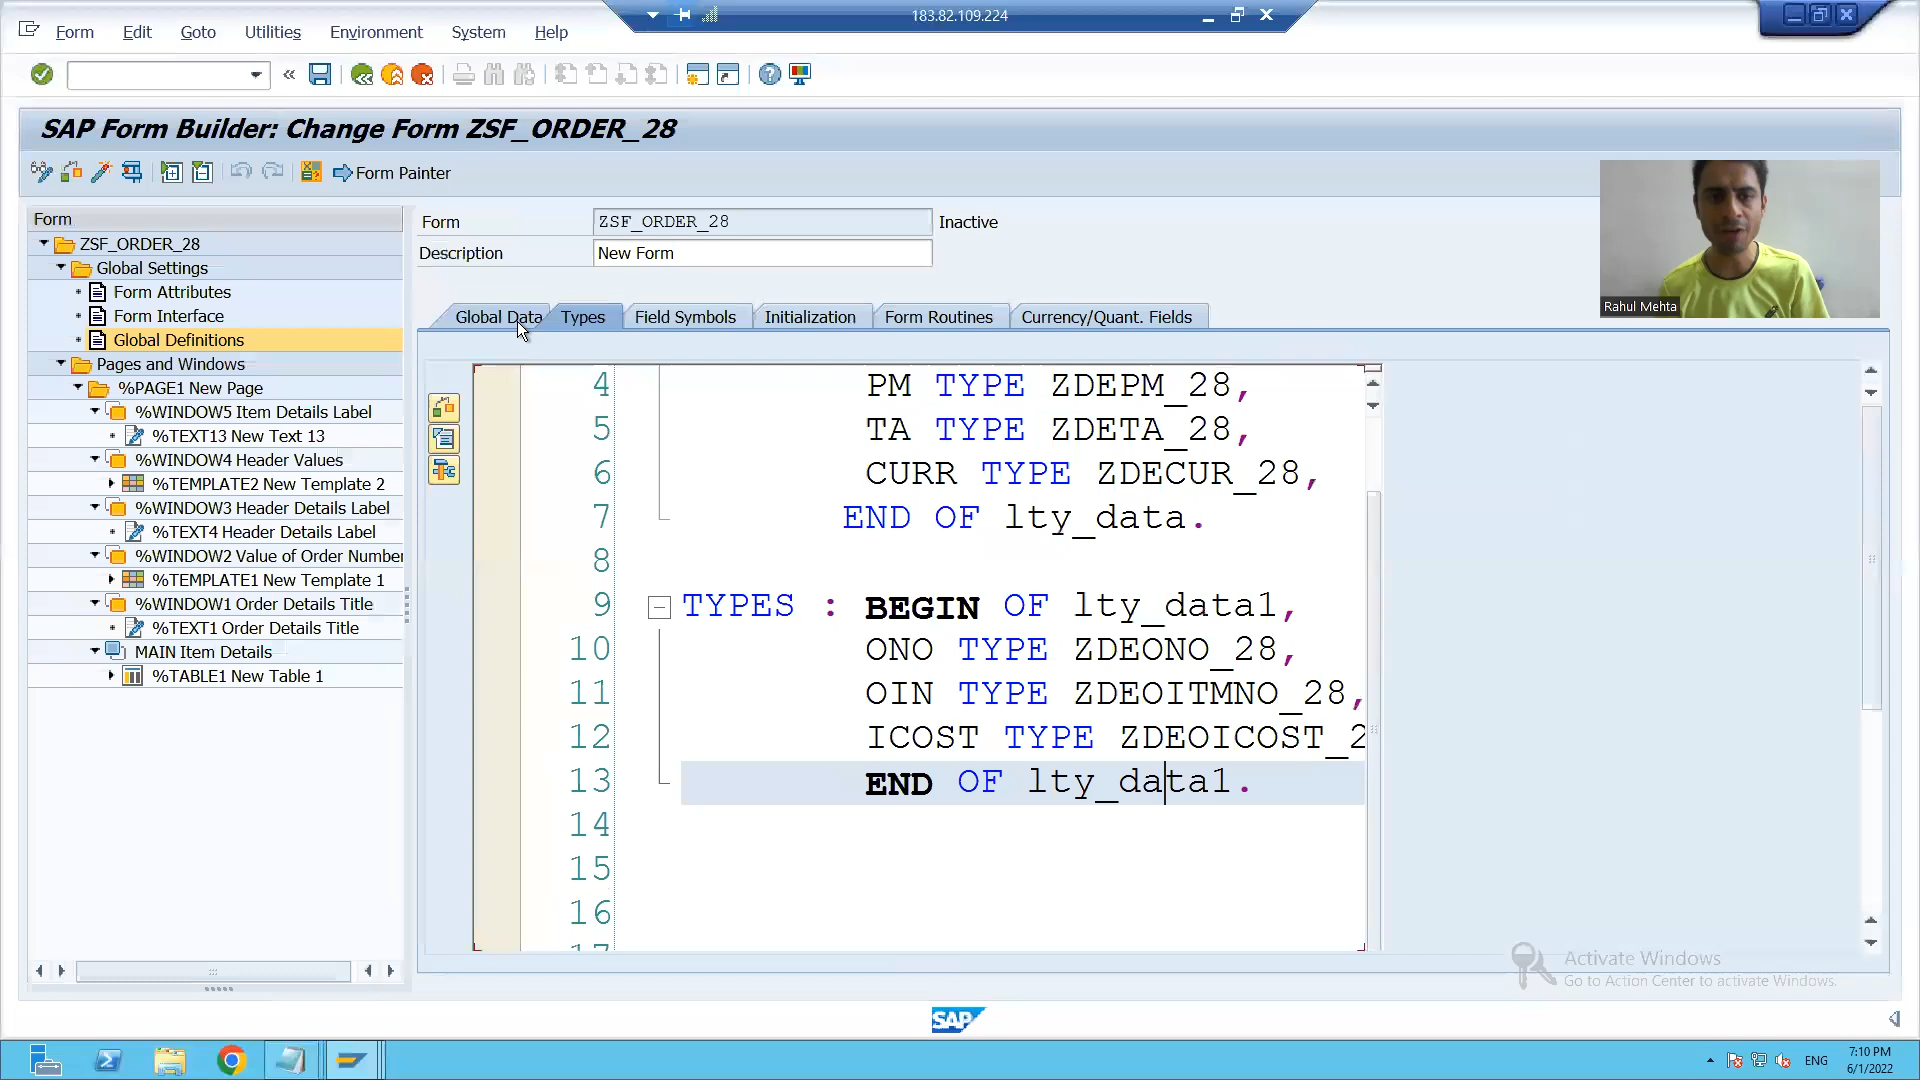 183.82.109.224
Form Edit Goto Utilities Environment System Help
SAP Form Builder: Change Form ZSF_ORDER_28
Form Painter
Form
ZSF_ORDER_28
Global Settings
Form Attributes
Form Interface
Global Definitions
Pages and Windows
%PAGE1 New Page
%WINDOW5 Item Details Label
%TEXT13 New Text 13
%WINDOW4 Header Values
%TEMPLATE2 New Template 2
%WINDOW3 Header Details Label
%TEXT4 Header Details Label
%WINDOW2 Value of Order Number
%TEMPLATE1 New Template 1
%WINDOW1 Order Details Title
%TEXT1 Order Details Title
MAIN Item Details
%TABLE1 New Table 1
Form ZSF_ORDER_28 Inactive
Description New Form
Global Data Types Field Symbols Initialization Form Routines Currency/Quant. Fields
4 PM TYPE ZDEPM_28,
5 TA TYPE ZDETA_28,
6 CURR TYPE ZDECUR_28,
7 END OF lty_data.
8
9 TYPES : BEGIN OF lty_data1,
10 ONO TYPE ZDEONO_28,
11 OIN TYPE ZDEOITMNO_28,
12 ICOST TYPE ZDEOICOST_2
13 END OF lty_data1.
14
15
16
17
Rahul Mehta
Activate Windows
Go to Action Center to activate Windows.
SAP
ENG
7:10 PM
6/1/2022